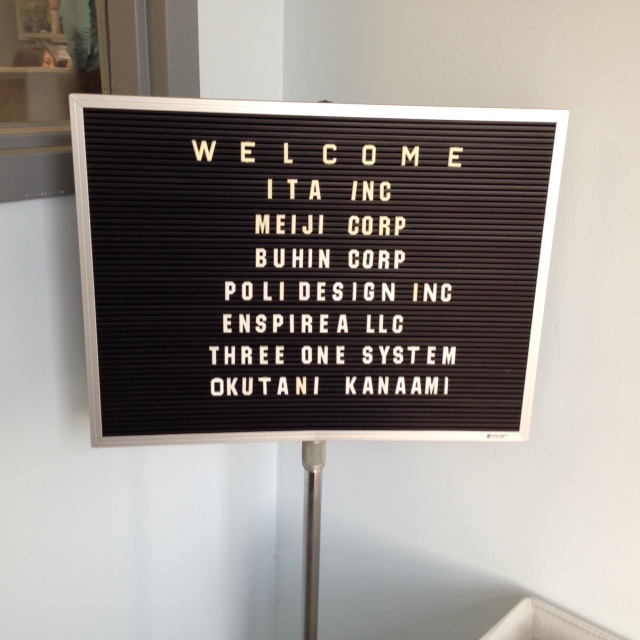 WELCOME
ITA INC
MEIJI CORP
BUHIN CORP
POLI DESIGN INC
ENSPIREA LLC
THREE ONE SYSTEM
OKUTANI KANAAMI